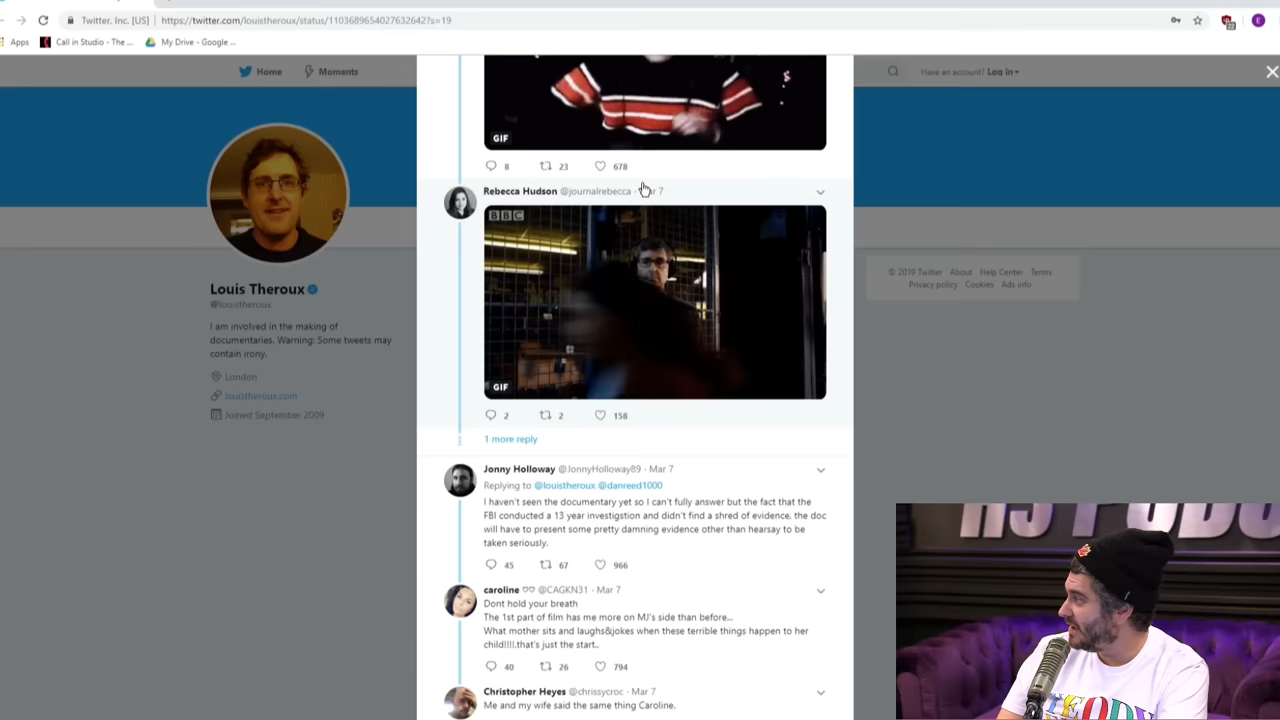 Twitter, Inc. [US]
https://twitter.com/louistheroux/status/1103689654027632642?s=19
E
Apps
Call in Studio - The ...
My Drive - Google ...
Home
Moments
Have an account? Log in
GIF
8
23
678
Rebecca Hudson @journalrebecca · Mar 7
BBC
GIF
2
2
158
1 more reply
Louis Theroux
@louistheroux
I am involved in the making of
documentaries. Warning: Some tweets may
contain irony.
London
louistheroux.com
Joined September 2009
© 2019 Twitter About Help Center Terms
Privacy policy Cookies Ads info
Jonny Holloway @JonnyHolloway89 · Mar 7
Replying to @louistheroux @danreed1000
I haven't seen the documentary yet so I can't fully answer but the fact that the
FBI conducted a 13 year investigstion and didn't find a shred of evidence, the doc
will have to present some pretty damning evidence other than hearsay to be
taken seriously.
45
67
966
caroline ♡♡ @CAGKN31 · Mar 7
Dont hold your breath
The 1st part of film has me more on MJ's side than before...
What mother sits and laughs&jokes when these terrible things happen to her
child!!!!.that's just the start..
40
26
794
Christopher Heyes @chrissycroc · Mar 7
Me and my wife said the same thing Caroline.
H3 PODC
TEDDY